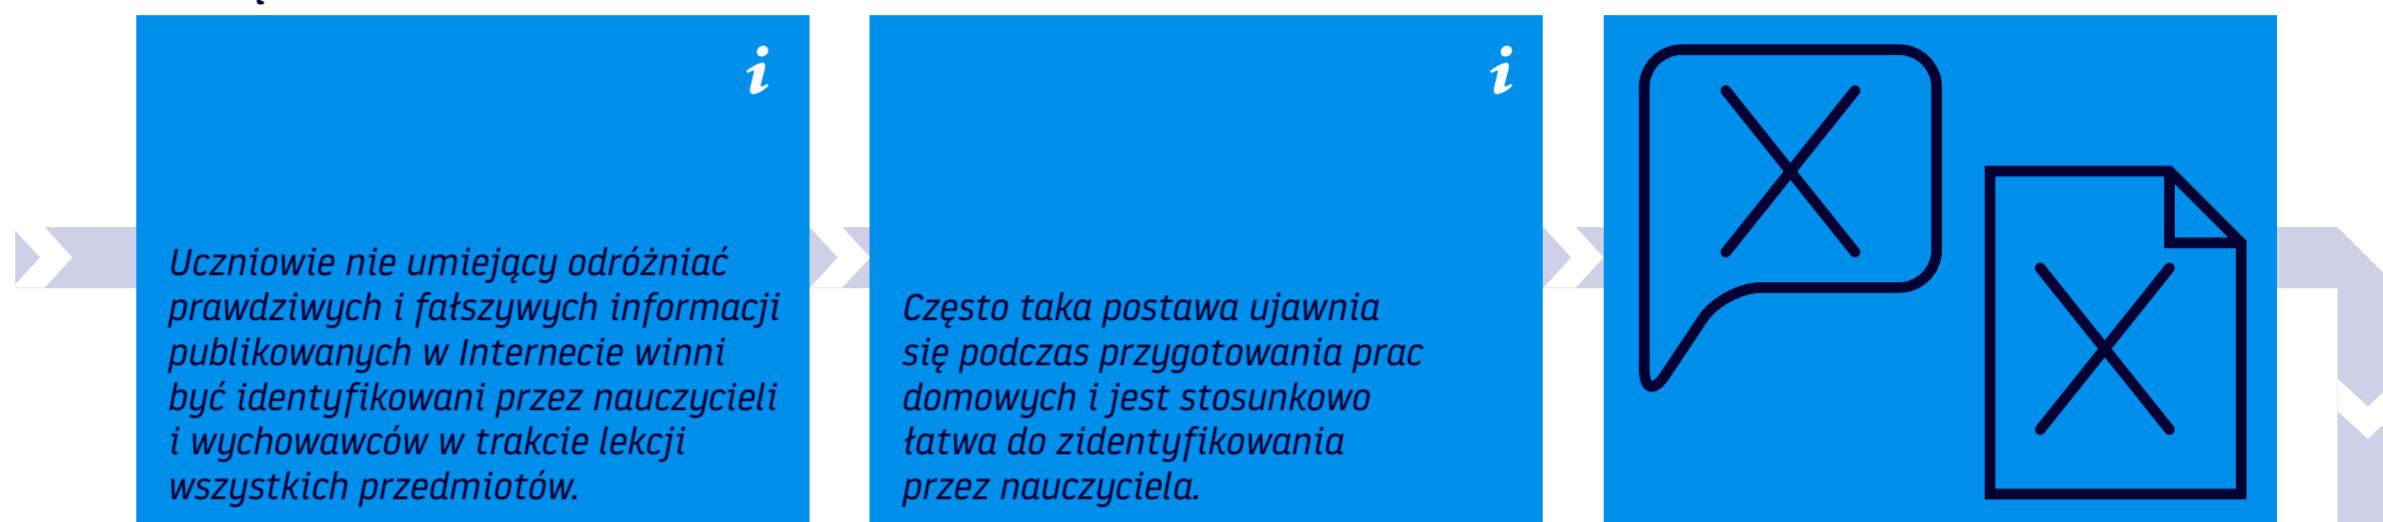 i
Uczniowie nie umiejący odróżniać
prawdziwych i fałszywych informacji
publikowanych w Internecie winni
być identyfikowani przez nauczycieli
i wychowawców w trakcie lekcji
wszystkich przedmiotów.
i
Często taka postawa ujawnia
się podczas przygotowania prac
domowych i jest stosunkowo
łatwa do zidentyfikowania
przez nauczyciela.